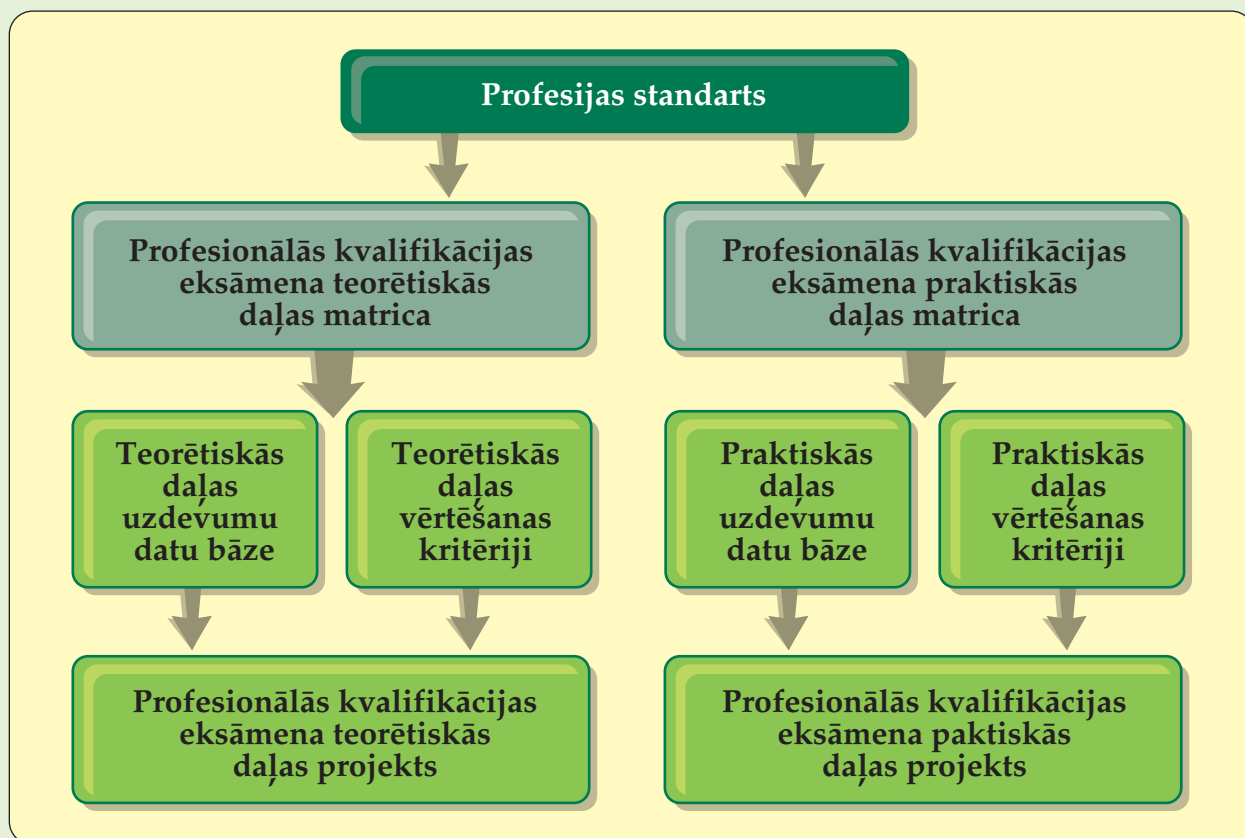 Profesijas standarts
Profesionālās kvalifikācijas
eksāmena teorētiskās
daļas matrica
Profesionālās kvalifikācijas
eksāmena praktiskās
daļas matrica
Teorētiskās
daļas
uzdevumu
datu bāze
Teorētiskās
daļas
vērtēšanas
kritēriji
Praktiskās
daļas
uzdevumu
datu bāze
Praktiskās
daļas
vērtēšanas
kritēriji
Profesionālās kvalifikācijas
eksāmena teorētiskās
daļas projekts
Profesionālās kvalifikācijas
eksāmena paktiskās
daļas projekts